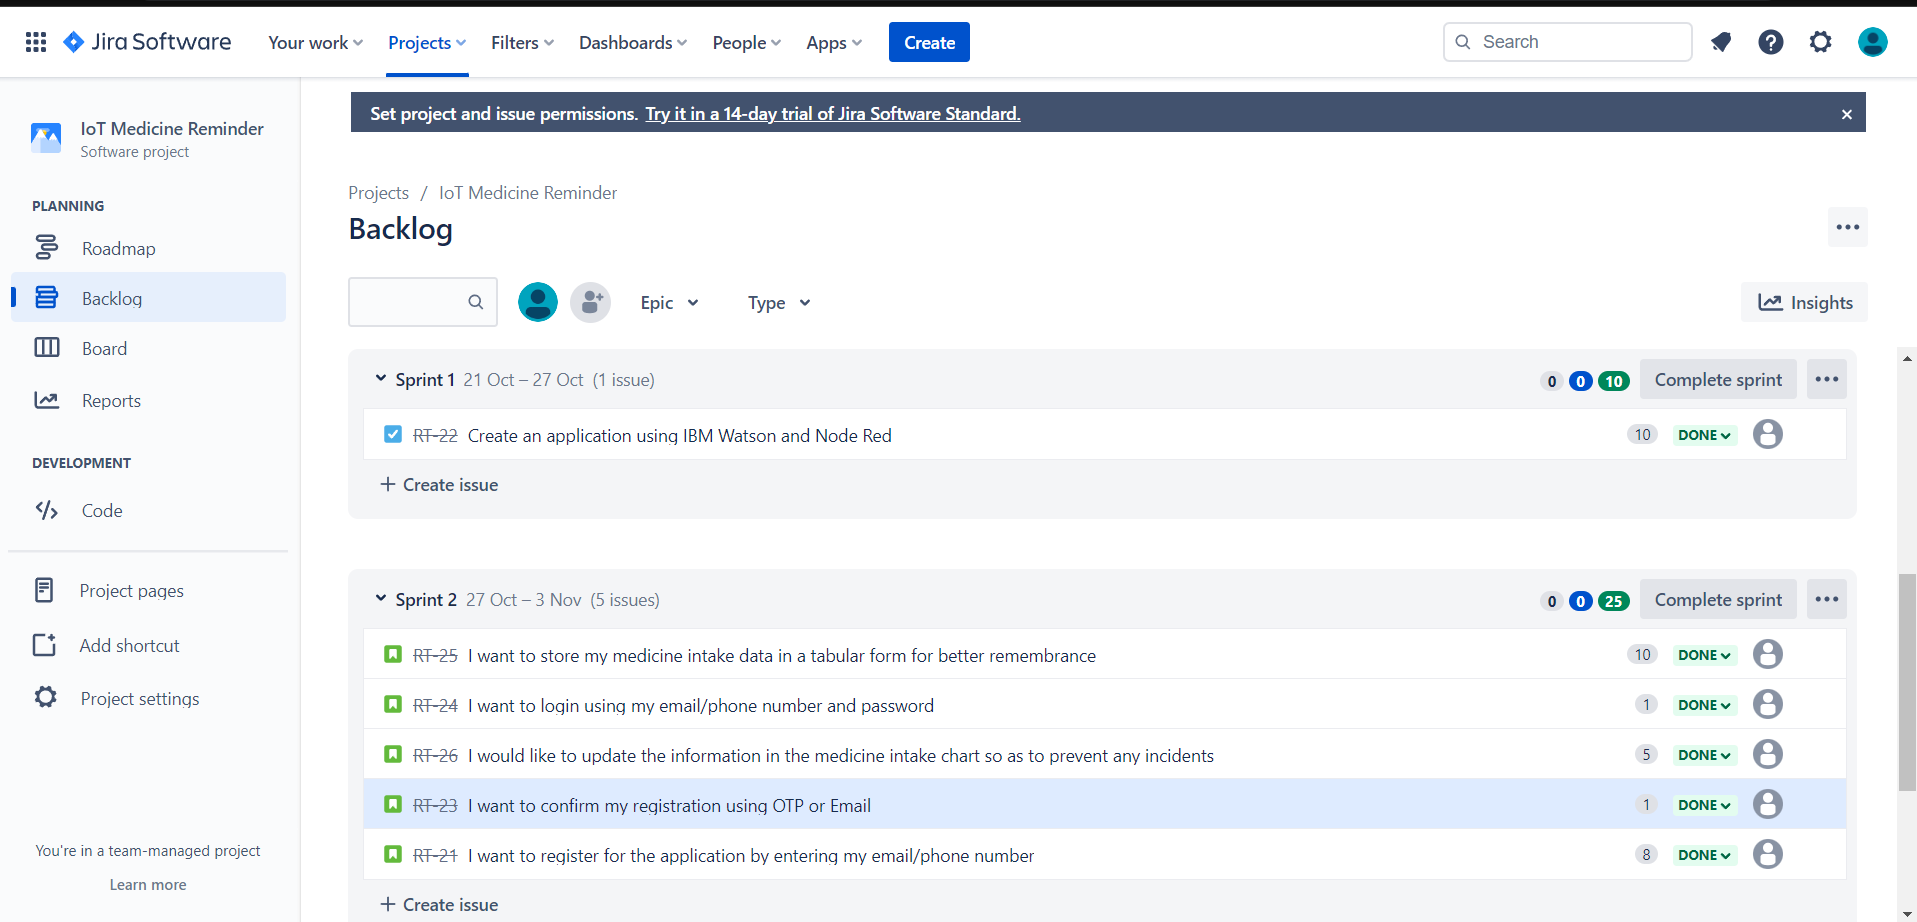 Jira Software Your work Projects Filters Dashboards People Apps Create Search
IoT Medicine Reminder
Software project
PLANNING
Roadmap
Backlog
Board
Reports
DEVELOPMENT
Code
Project pages
Add shortcut
Project settings
You're in a team-managed project
Learn more
Set project and issue permissions. Try it in a 14-day trial of Jira Software Standard.
Projects / IoT Medicine Reminder
Backlog
Epic Type Insights
Sprint 1 21 Oct – 27 Oct (1 issue) 0 0 10 Complete sprint
RT-22 Create an application using IBM Watson and Node Red 10 DONE
+ Create issue
Sprint 2 27 Oct – 3 Nov (5 issues) 0 0 25 Complete sprint
RT-25 I want to store my medicine intake data in a tabular form for better remembrance 10 DONE
RT-24 I want to login using my email/phone number and password 1 DONE
RT-26 I would like to update the information in the medicine intake chart so as to prevent any incidents 5 DONE
RT-23 I want to confirm my registration using OTP or Email 1 DONE
RT-21 I want to register for the application by entering my email/phone number 8 DONE
+ Create issue